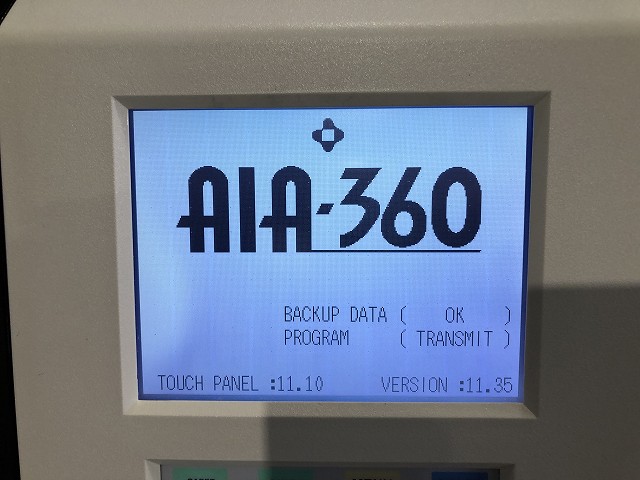 AIA-360
BACKUP DATA ( OK )
PROGRAM ( TRANSMIT )
TOUCH PANEL :11.10 VERSION :11.35